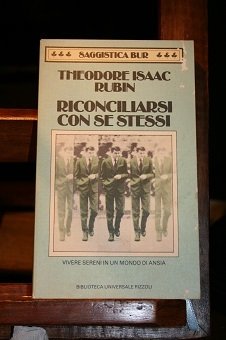 SAGGISTICA BUR
THEODORE ISAAC
RUBIN
RICONCILIARSI
CON SE STESSI
VIVERE SERENI IN UN MONDO DI ANSIA
BIBLIOTECA UNIVERSALE RIZZOLI